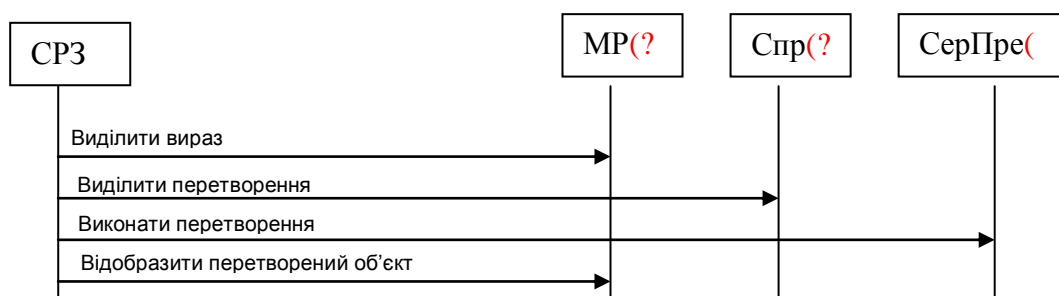 СРЗ
МР(?
Спр(?
СерПре(
Виділити вираз
Виділити перетворення
Виконати перетворення
Відобразити перетворений об’єкт